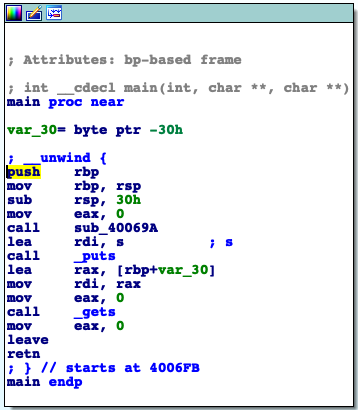 ; Attributes: bp-based frame
; int __cdecl main(int, char **, char **)
main proc near
var_30= byte ptr -30h
; __unwind {
push rbp
mov rbp, rsp
sub rsp, 30h
mov eax, 0
call sub_40069A
lea rdi, s ; s
call _puts
lea rax, [rbp+var_30]
mov rdi, rax
mov eax, 0
call _gets
mov eax, 0
leave
retn
; } // starts at 4006FB
main endp